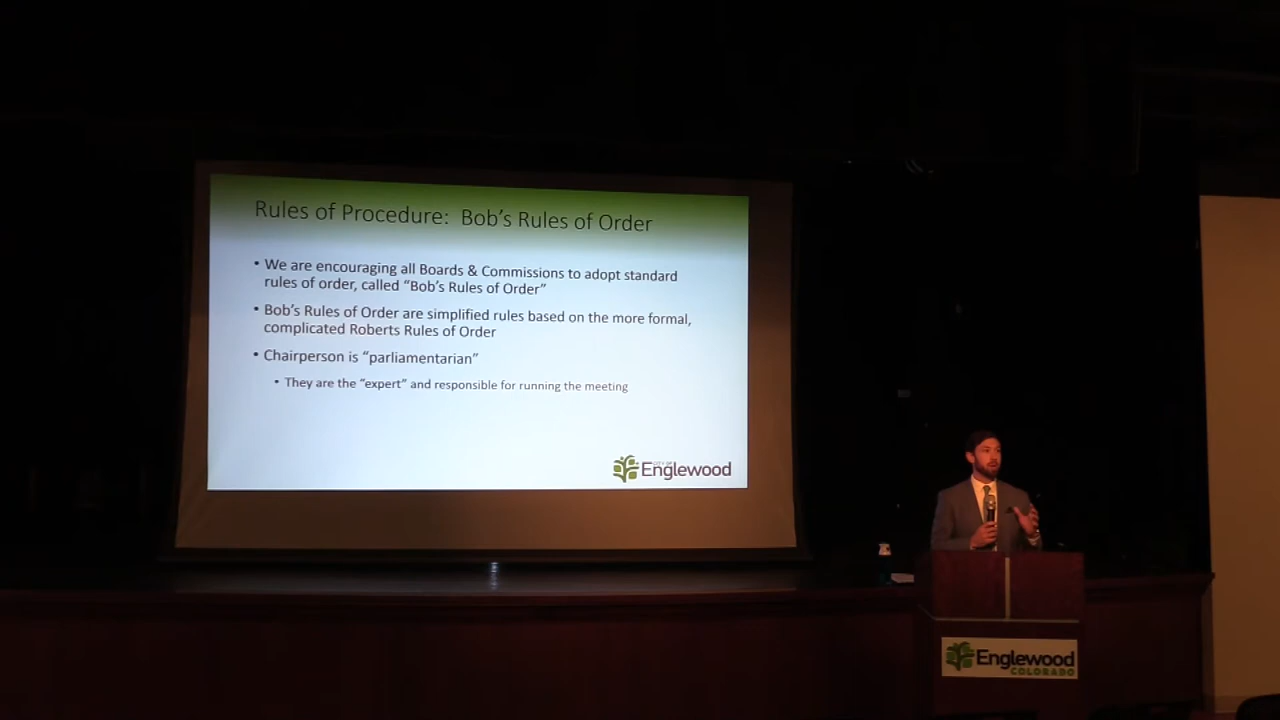 Rules of Procedure: Bob's Rules of Order
• We are encouraging all Boards & Commissions to adopt standard
rules of order, called "Bob's Rules of Order"
• Bob's Rules of Order are simplified rules based on the more formal,
complicated Roberts Rules of Order
• Chairperson is "parliamentarian"
• They are the "expert" and responsible for running the meeting
CITY OF
Englewood
Englewood
COLORADO